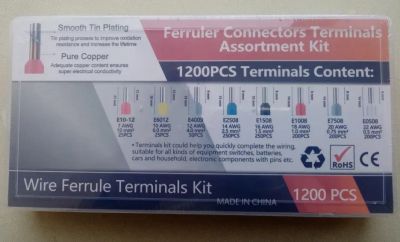 Smooth Tin Plating
Tin plating process to improve oxidation
resistance and increase the lifetime
Pure Copper
Adequate copper content ensures
super electrical conductivity
Ferruler Connectors Terminals
Assortment Kit
1200PCS Terminals Content:
E10-12 E6012 E4009 E2508 E1508 E1008 E7508 E0508
7 AWG 10 AWG 12 AWG 14 AWG 16 AWG 18 AWG 20 AWG 22 AWG
10 mm² 6.0 mm² 4.0 mm² 2.5 mm² 1.5 mm² 1.0 mm² 0.75 mm² 0.5 mm²
25PCS 25PCS 50PCS 250PCS 250PCS 200PCS 200PCS 200PCS
• Terminals kit could help you quickly complete the wiring,
suitable for all kinds of equipment switches, batteries,
cars and household, electronic components with pins etc.
CE
RoHS
Wire Ferrule Terminals Kit
MADE IN CHINA
1200 PCS